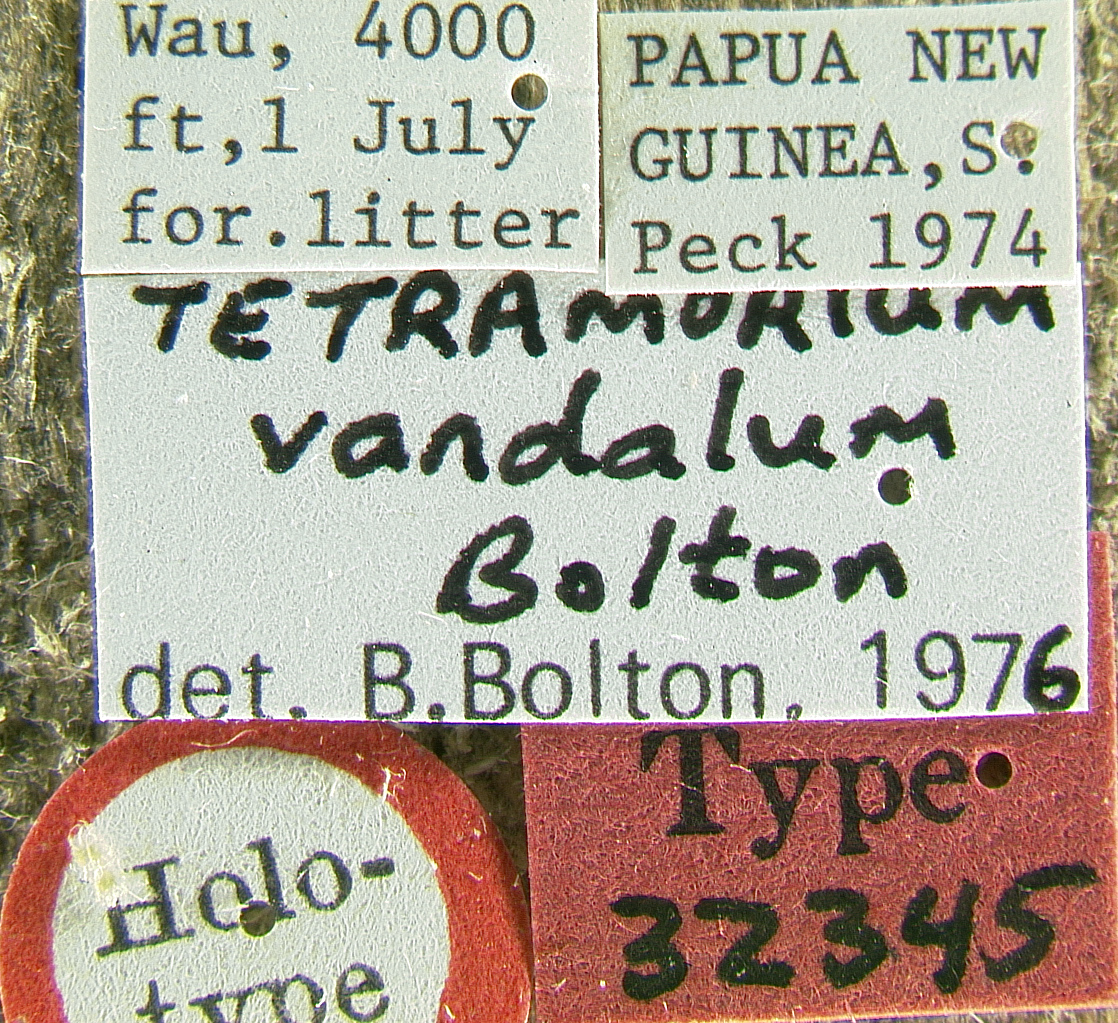 Wau, 4000
ft,1 July
for.litter
PAPUA NEW
GUINEA,S.
Peck 1974
TETRAMORIUM
vandalum
Bolton
det. B.Bolton, 1976
Holo-
type
Type
32345